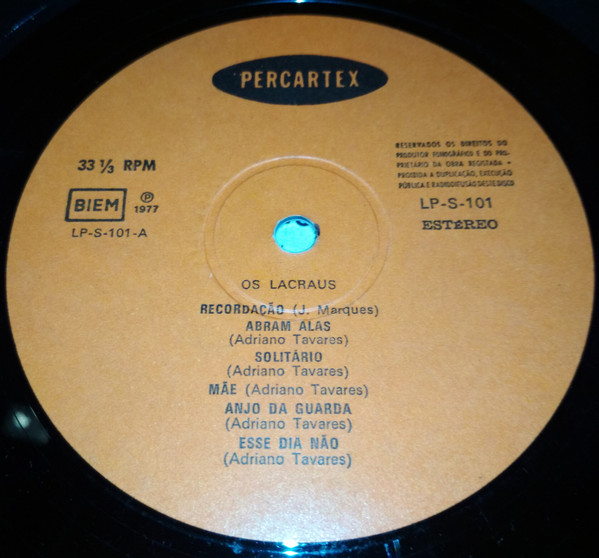 PERCARTEX
33 1/3 RPM
BIEM
Ⓟ
1977
LP-S-101-A
RESERVADOS OS DIREITOS DO
PRODUTOR FONOGRÁFICO E DO PRO-
PRIETÁRIO DA OBRA REGISTADA -
PROIBIDA A DUPLICAÇÃO, EXECUÇÃO
PÚBLICA E RADIODIFUSÃO DESTE DISCO
LP-S-101
ESTÉREO
OS LACRAUS
RECORDAÇÃO (J. Marques)
ABRAM ALAS
(Adriano Tavares)
SOLITÁRIO
(Adriano Tavares)
MÃE (Adriano Tavares)
ANJO DA GUARDA
(Adriano Tavares)
ESSE DIA NÃO
(Adriano Tavares)